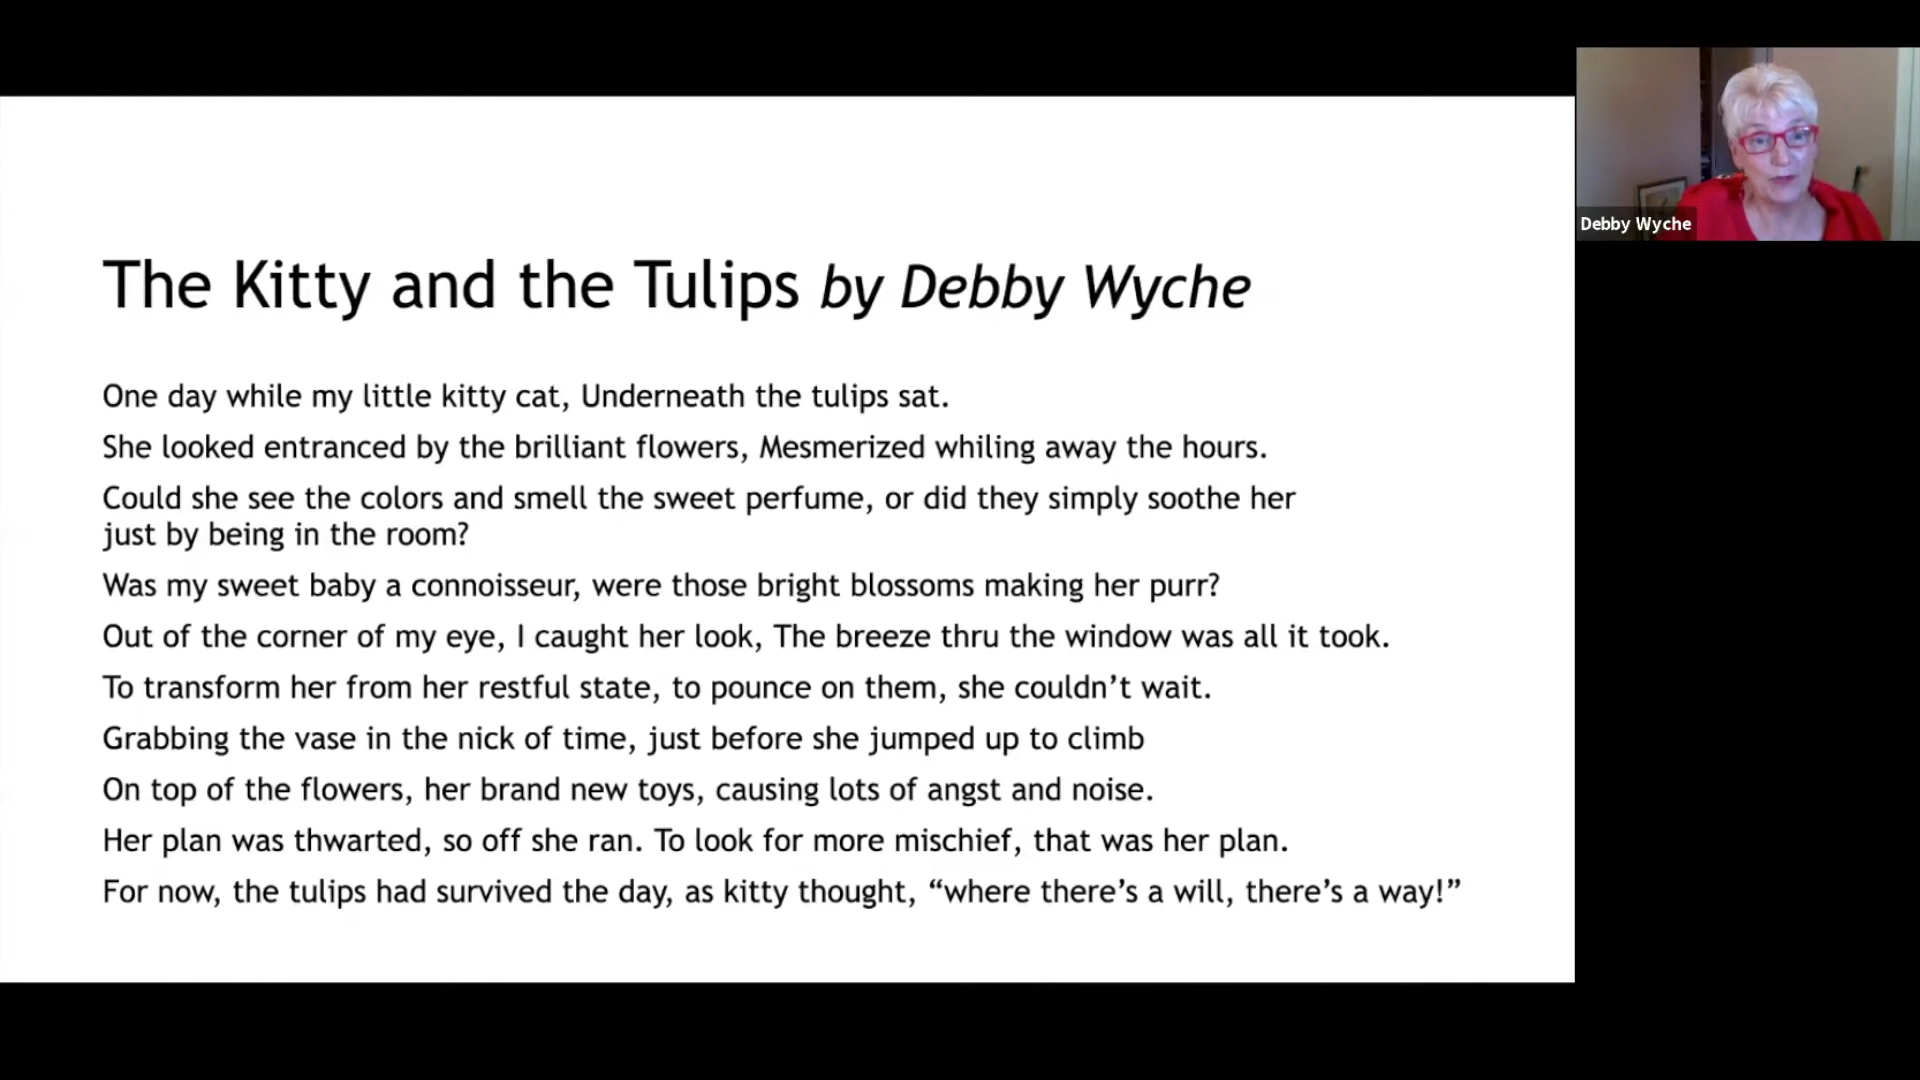 Debby Wyche
The Kitty and the Tulips by Debby Wyche
One day while my little kitty cat, Underneath the tulips sat.
She looked entranced by the brilliant flowers, Mesmerized whiling away the hours.
Could she see the colors and smell the sweet perfume, or did they simply soothe her
just by being in the room?
Was my sweet baby a connoisseur, were those bright blossoms making her purr?
Out of the corner of my eye, I caught her look, The breeze thru the window was all it took.
To transform her from her restful state, to pounce on them, she couldn’t wait.
Grabbing the vase in the nick of time, just before she jumped up to climb
On top of the flowers, her brand new toys, causing lots of angst and noise.
Her plan was thwarted, so off she ran. To look for more mischief, that was her plan.
For now, the tulips had survived the day, as kitty thought, “where there’s a will, there’s a way!”